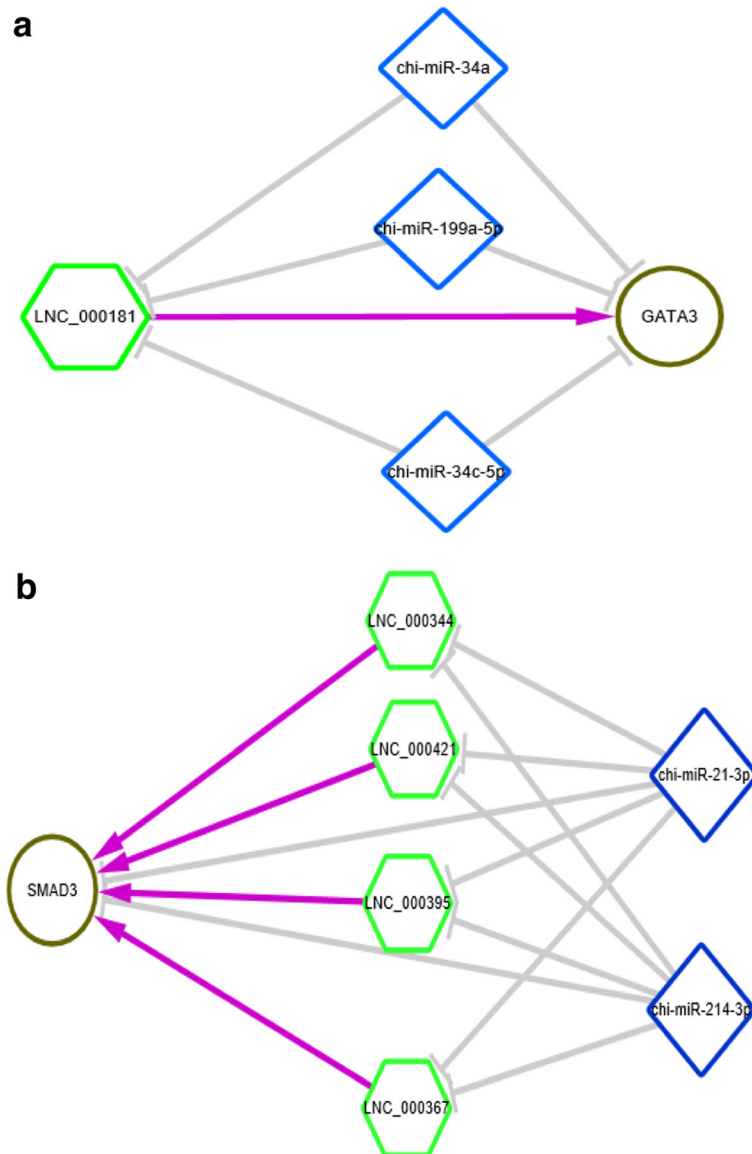 a
chi-miR-34a
chi-miR-199a-5p
LNC_000181
GATA3
chi-miR-34c-5p
b
LNC_000344
LNC_000421
chi-miR-21-3p
SMAD3
LNC_000395
chi-miR-214-3p
LNC_000367